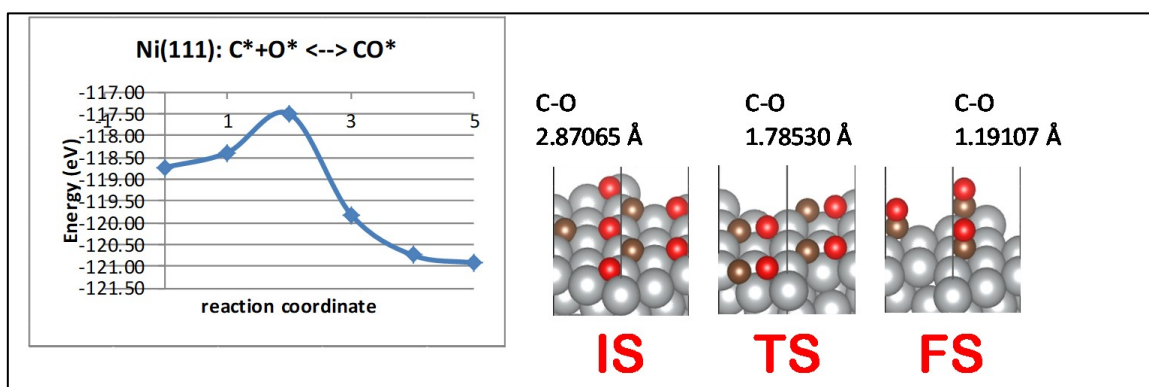 Ni(111): C*+O* <--> CO*
-117.00
-117.50
-118.00
-118.50
-119.00
-119.50
-120.00
-120.50
-121.00
-121.50
Energy (eV)
-1 1 3 5
reaction coordinate
C-O
2.87065 Å
C-O
1.78530 Å
C-O
1.19107 Å
IS
TS
FS